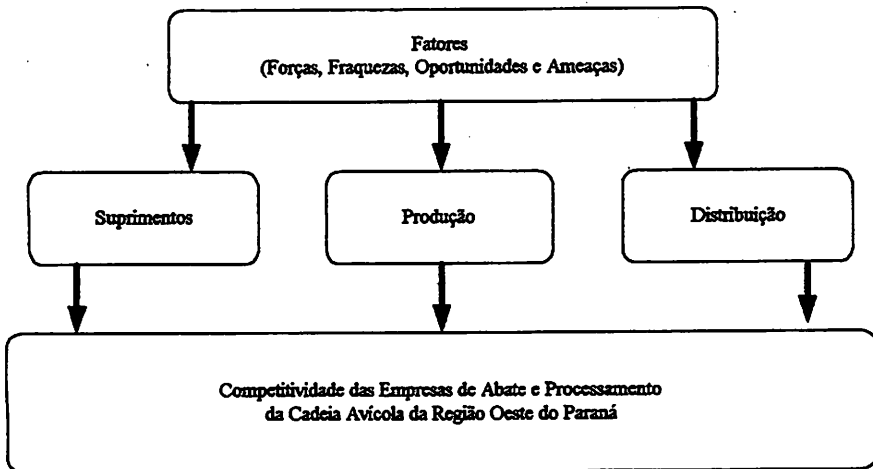 Fatores
(Forças, Fraquezas, Oportunidades e Ameaças)
Suprimentos
Produção
Distribuição
Competitividade das Empresas de Abate e Processamento
da Cadeia Avícola da Região Oeste do Paraná